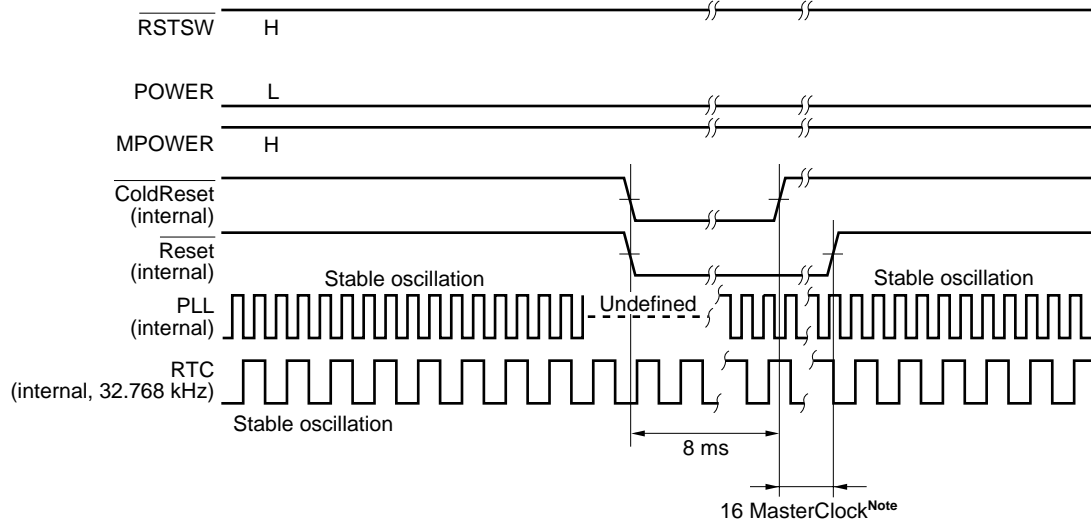 RSTSW H
POWER L
MPOWER H
ColdReset
(internal)
Reset
(internal)
Stable oscillation
Stable oscillation
PLL
(internal)
Undefined
RTC
(internal, 32.768 kHz)
Stable oscillation
8 ms
16 MasterClockNote